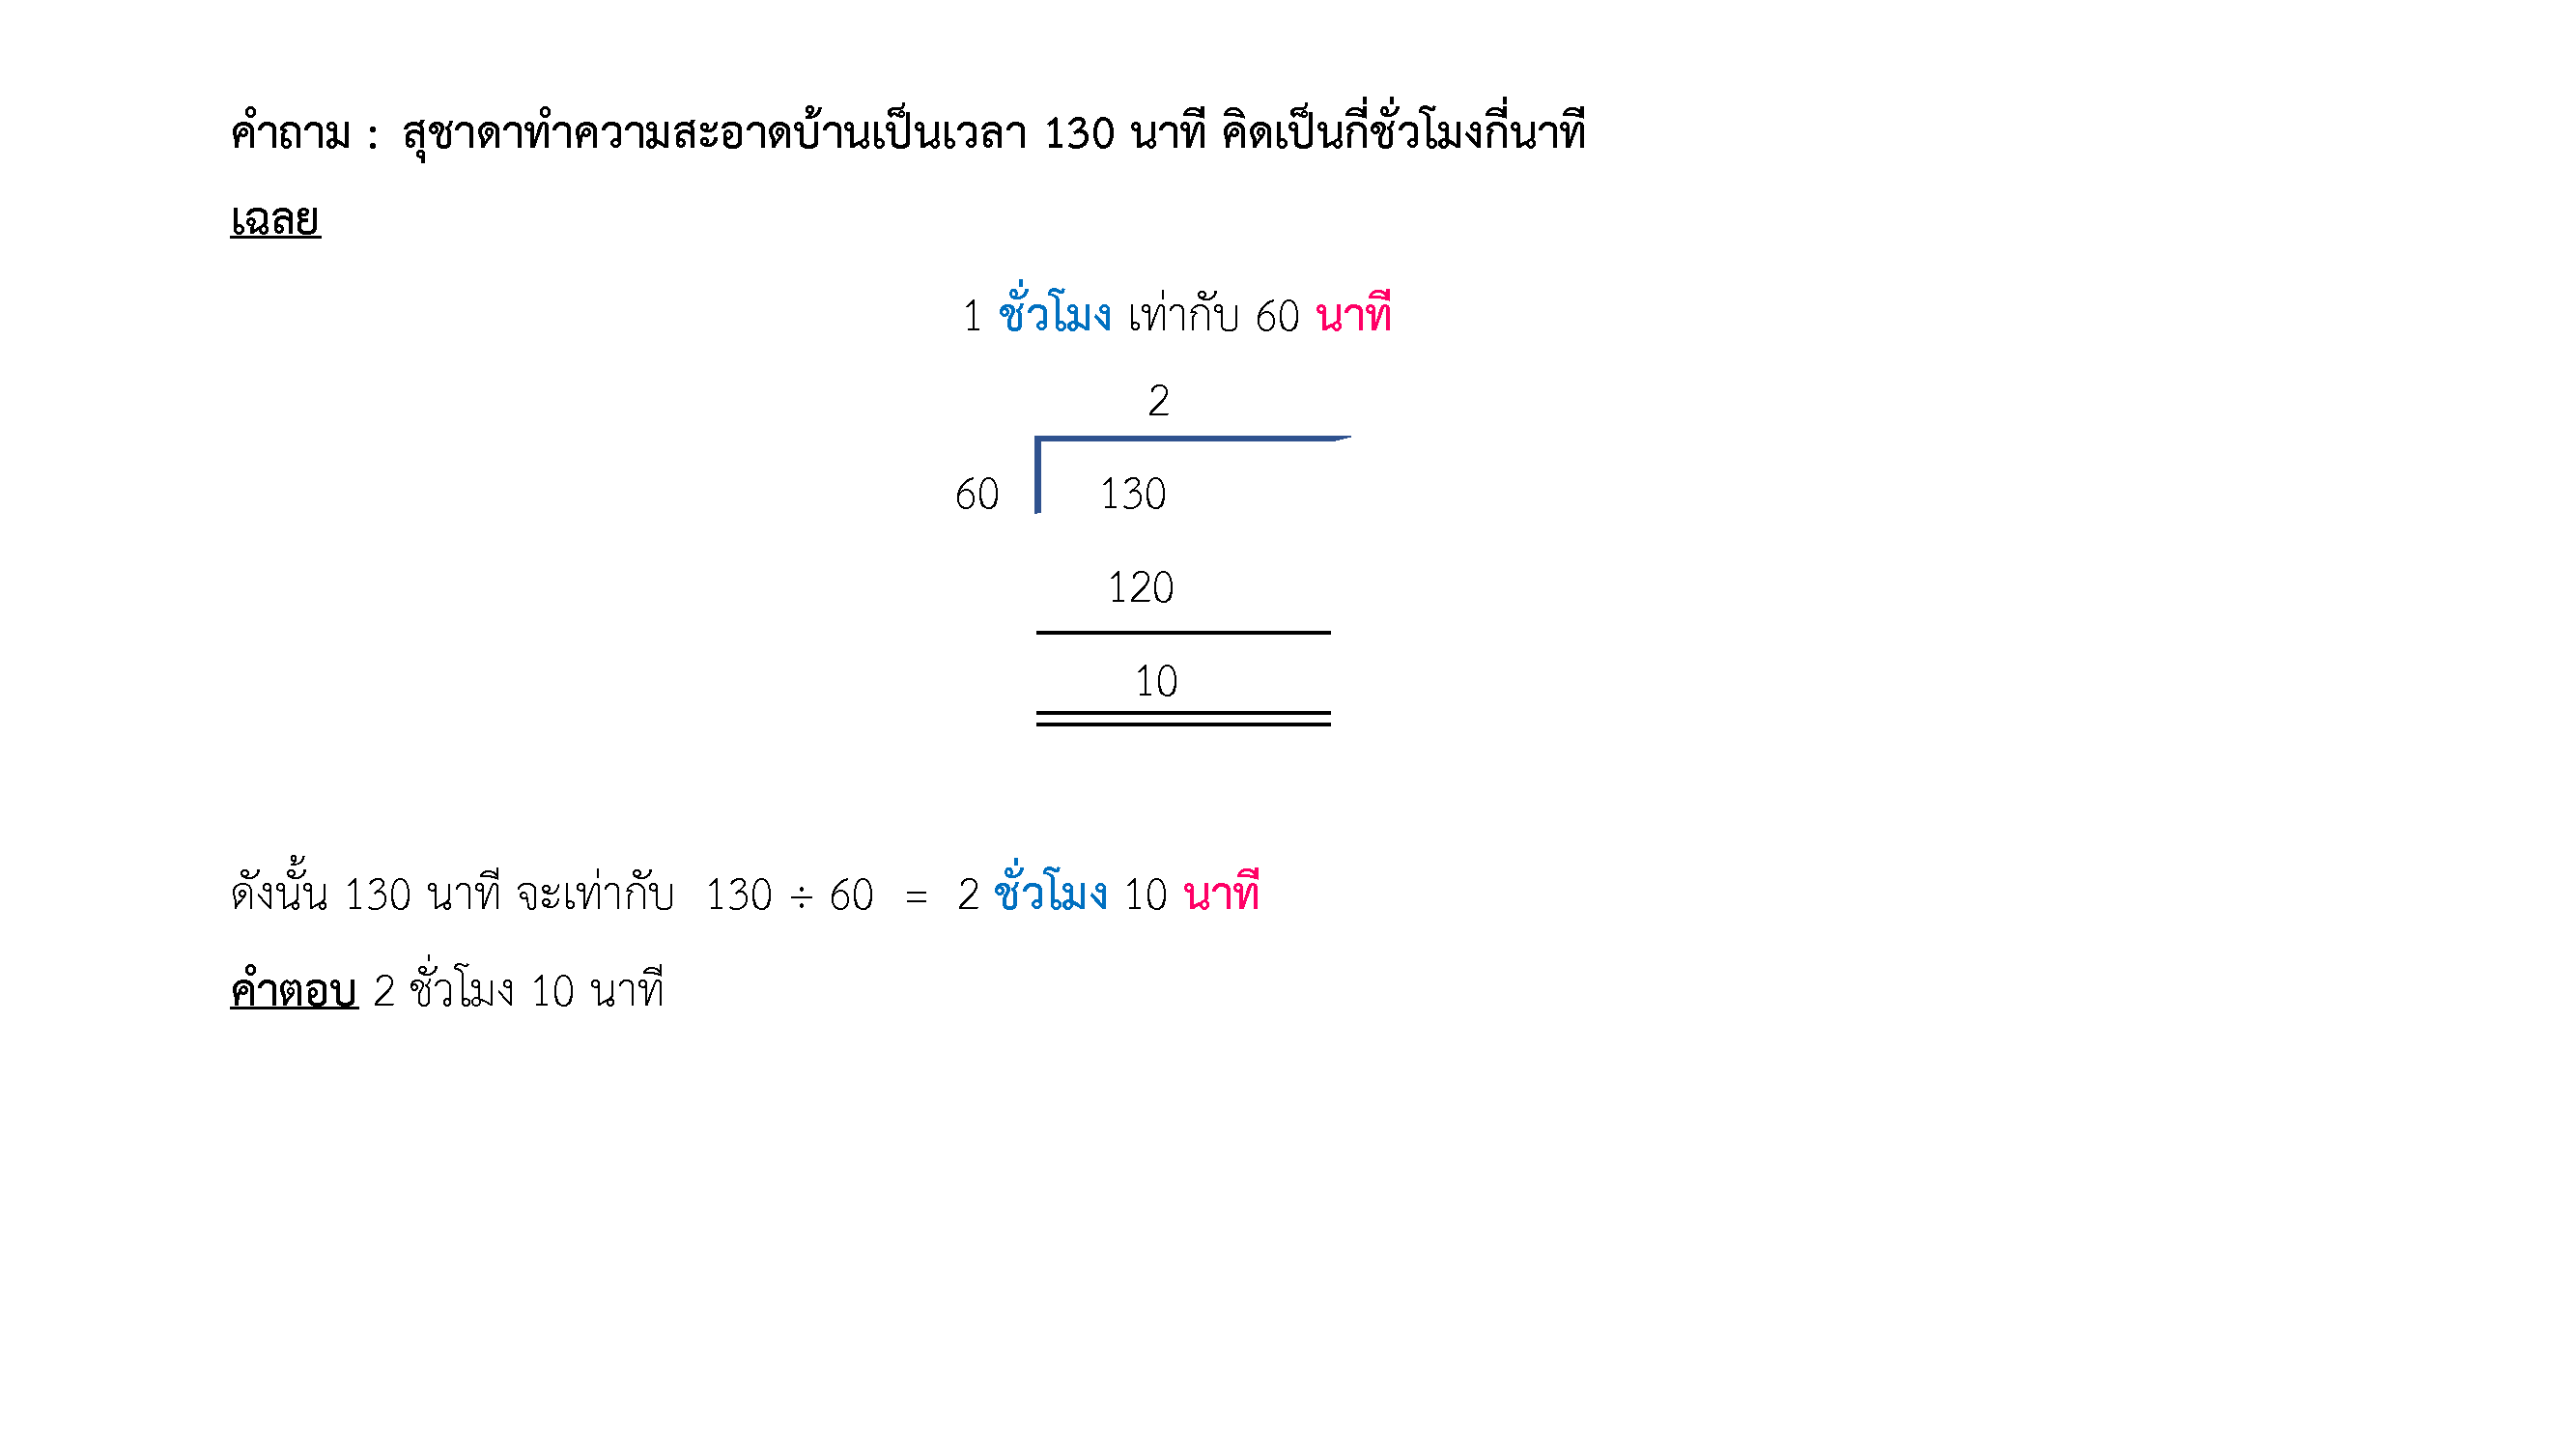 คำถาม : สุชาดาทำความสะอาดบ้านเป็นเวลา 130 นาที คิดเป็นกี่ชั่วโมงกี่นาที
เฉลย
1 ชั่วโมง เท่ากับ 60 นาที
2
60 130
120
10
ดังนั้น 130 นาที จะเท่ากับ 130 ÷ 60 = 2 ชั่วโมง 10 นาที
คำตอบ 2 ชั่วโมง 10 นาที